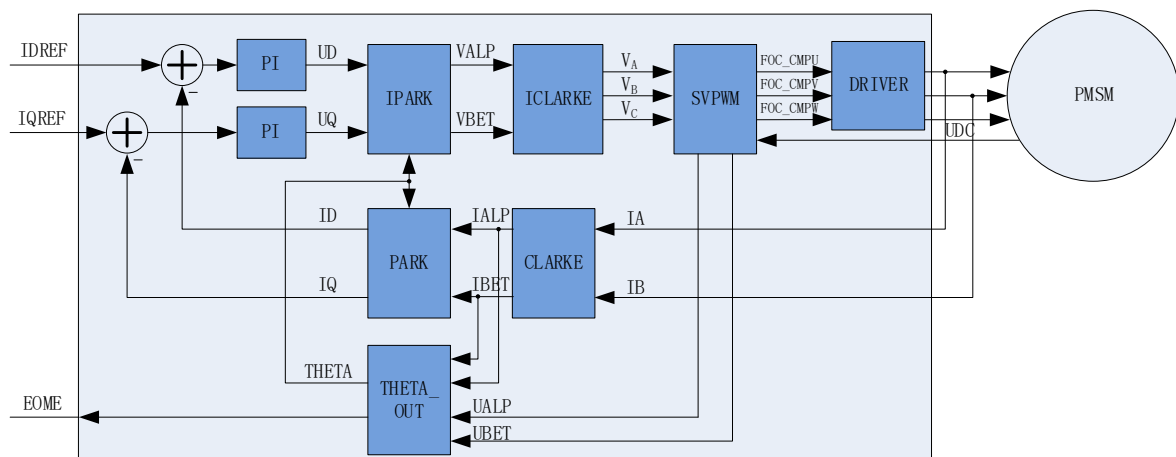 IDREF
PI
UD
VALP
IPARK
ICLARKE
VA
VB
VC
SVPWM
FOC_CMPU
FOC_CMPV
FOC_CMPW
DRIVER
PMSM
IQREF
PI
UQ
VBET
UDC
ID
IALP
IA
PARK
CLARKE
IQ
IBET
IB
THETA
THETA_
OUT
EOME
UALP
UBET